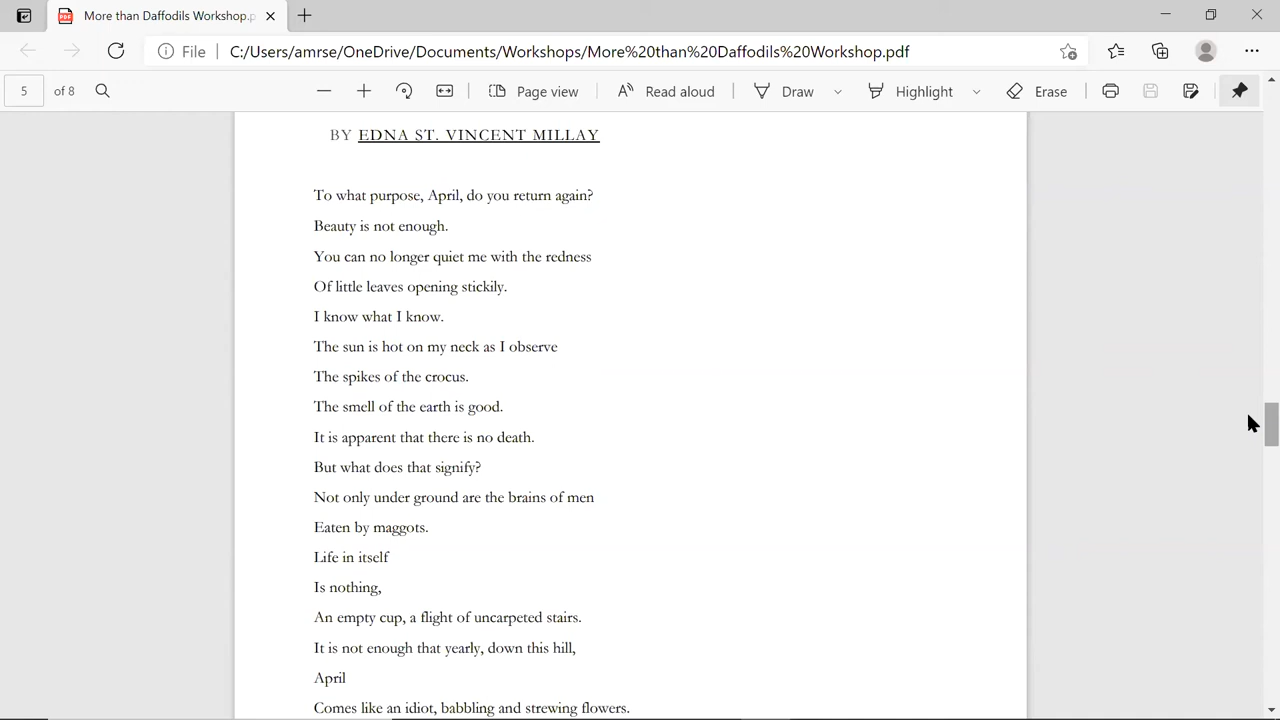 More than Daffodils Workshop.p
File
C:/Users/amrse/OneDrive/Documents/Workshops/More%20than%20Daffodils%20Workshop.pdf
5 of 8
Page view
Read aloud
Draw
Highlight
Erase
BY EDNA ST. VINCENT MILLAY
To what purpose, April, do you return again?
Beauty is not enough.
You can no longer quiet me with the redness
Of little leaves opening stickily.
I know what I know.
The sun is hot on my neck as I observe
The spikes of the crocus.
The smell of the earth is good.
It is apparent that there is no death.
But what does that signify?
Not only under ground are the brains of men
Eaten by maggots.
Life in itself
Is nothing,
An empty cup, a flight of uncarpeted stairs.
It is not enough that yearly, down this hill,
April
Comes like an idiot, babbling and strewing flowers.